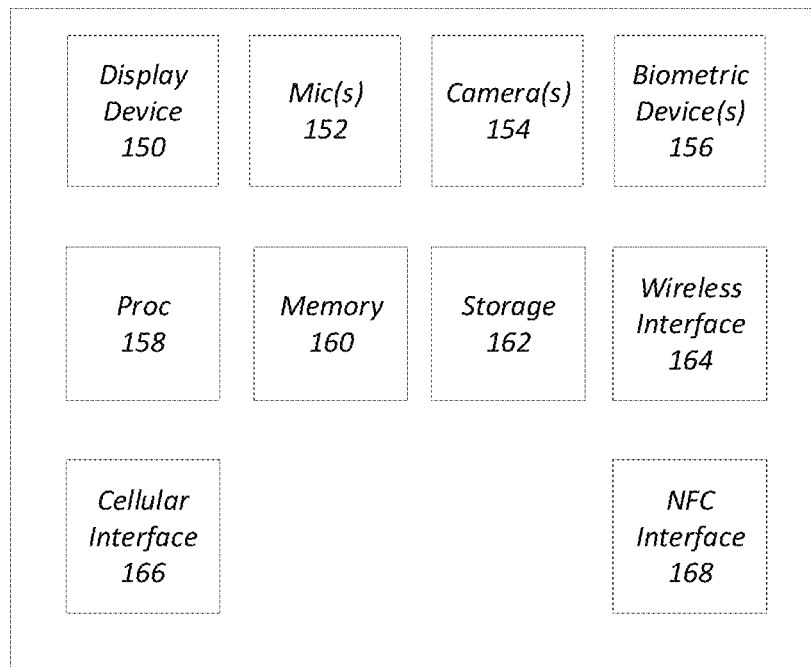 Display
Device
150
Mic(s)
152
Camera(s)
154
Biometric
Device(s)
156
Proc
158
Memory
160
Storage
162
Wireless
Interface
164
Cellular
Interface
166
NFC
Interface
168